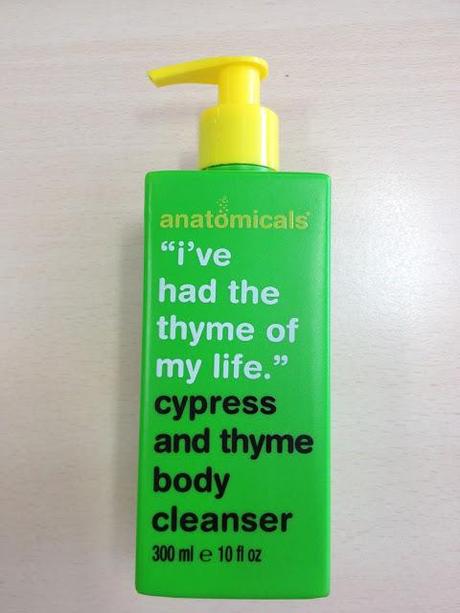 anatomicals®
“i’ve
had the
thyme of
my life.”
cypress
and thyme
body
cleanser
300 ml ℮ 10 fl oz